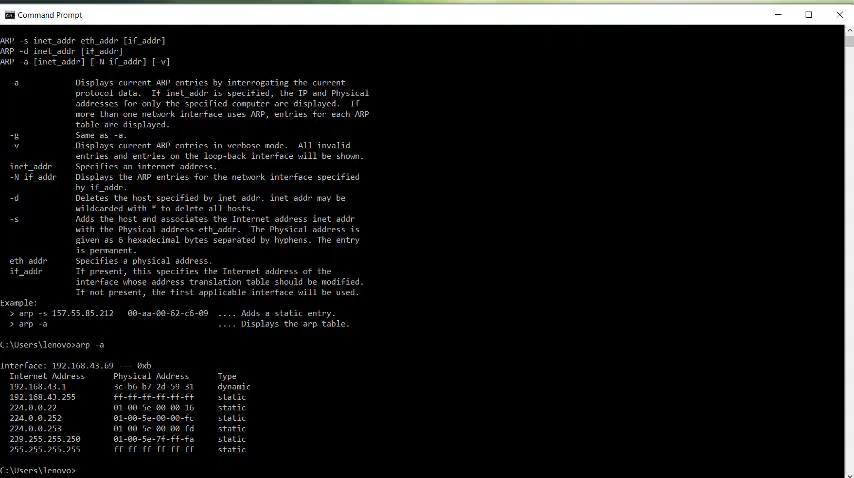 Command Prompt
ARP -s inet_addr eth_addr [if_addr]
ARP -d inet_addr [if_addr]
ARP -a [inet_addr] [-N if_addr] [-v]
-a Displays current ARP entries by interrogating the current
protocol data. If inet_addr is specified, the IP and Physical
addresses for only the specified computer are displayed. If
more than one network interface uses ARP, entries for each ARP
table are displayed.
-g Same as -a.
-v Displays current ARP entries in verbose mode. All invalid
entries and entries on the loop-back interface will be shown.
inet_addr Specifies an internet address.
-N if_addr Displays the ARP entries for the network interface specified
by if_addr.
-d Deletes the host specified by inet_addr. inet_addr may be
wildcarded with * to delete all hosts.
-s Adds the host and associates the Internet address inet_addr
with the Physical address eth_addr. The Physical address is
given as 6 hexadecimal bytes separated by hyphens. The entry
is permanent.
eth_addr Specifies a physical address.
if_addr If present, this specifies the Internet address of the
interface whose address translation table should be modified.
If not present, the first applicable interface will be used.
Example:
> arp -s 157.55.85.212 00-aa-00-62-c6-09 .... Adds a static entry.
> arp -a .... Displays the arp table.
C:\Users\lenovo>arp -a
Interface: 192.168.43.69 --- 0xb
Internet Address Physical Address Type
192.168.43.1 3c-b6-b7-2d-59-31 dynamic
192.168.43.255 ff-ff-ff-ff-ff-ff static
224.0.0.22 01-00-5e-00-00-16 static
224.0.0.252 01-00-5e-00-00-fc static
224.0.0.253 01-00-5e-00-00-fd static
239.255.255.250 01-00-5e-7f-ff-fa static
255.255.255.255 ff-ff-ff-ff-ff-ff static
C:\Users\lenovo>